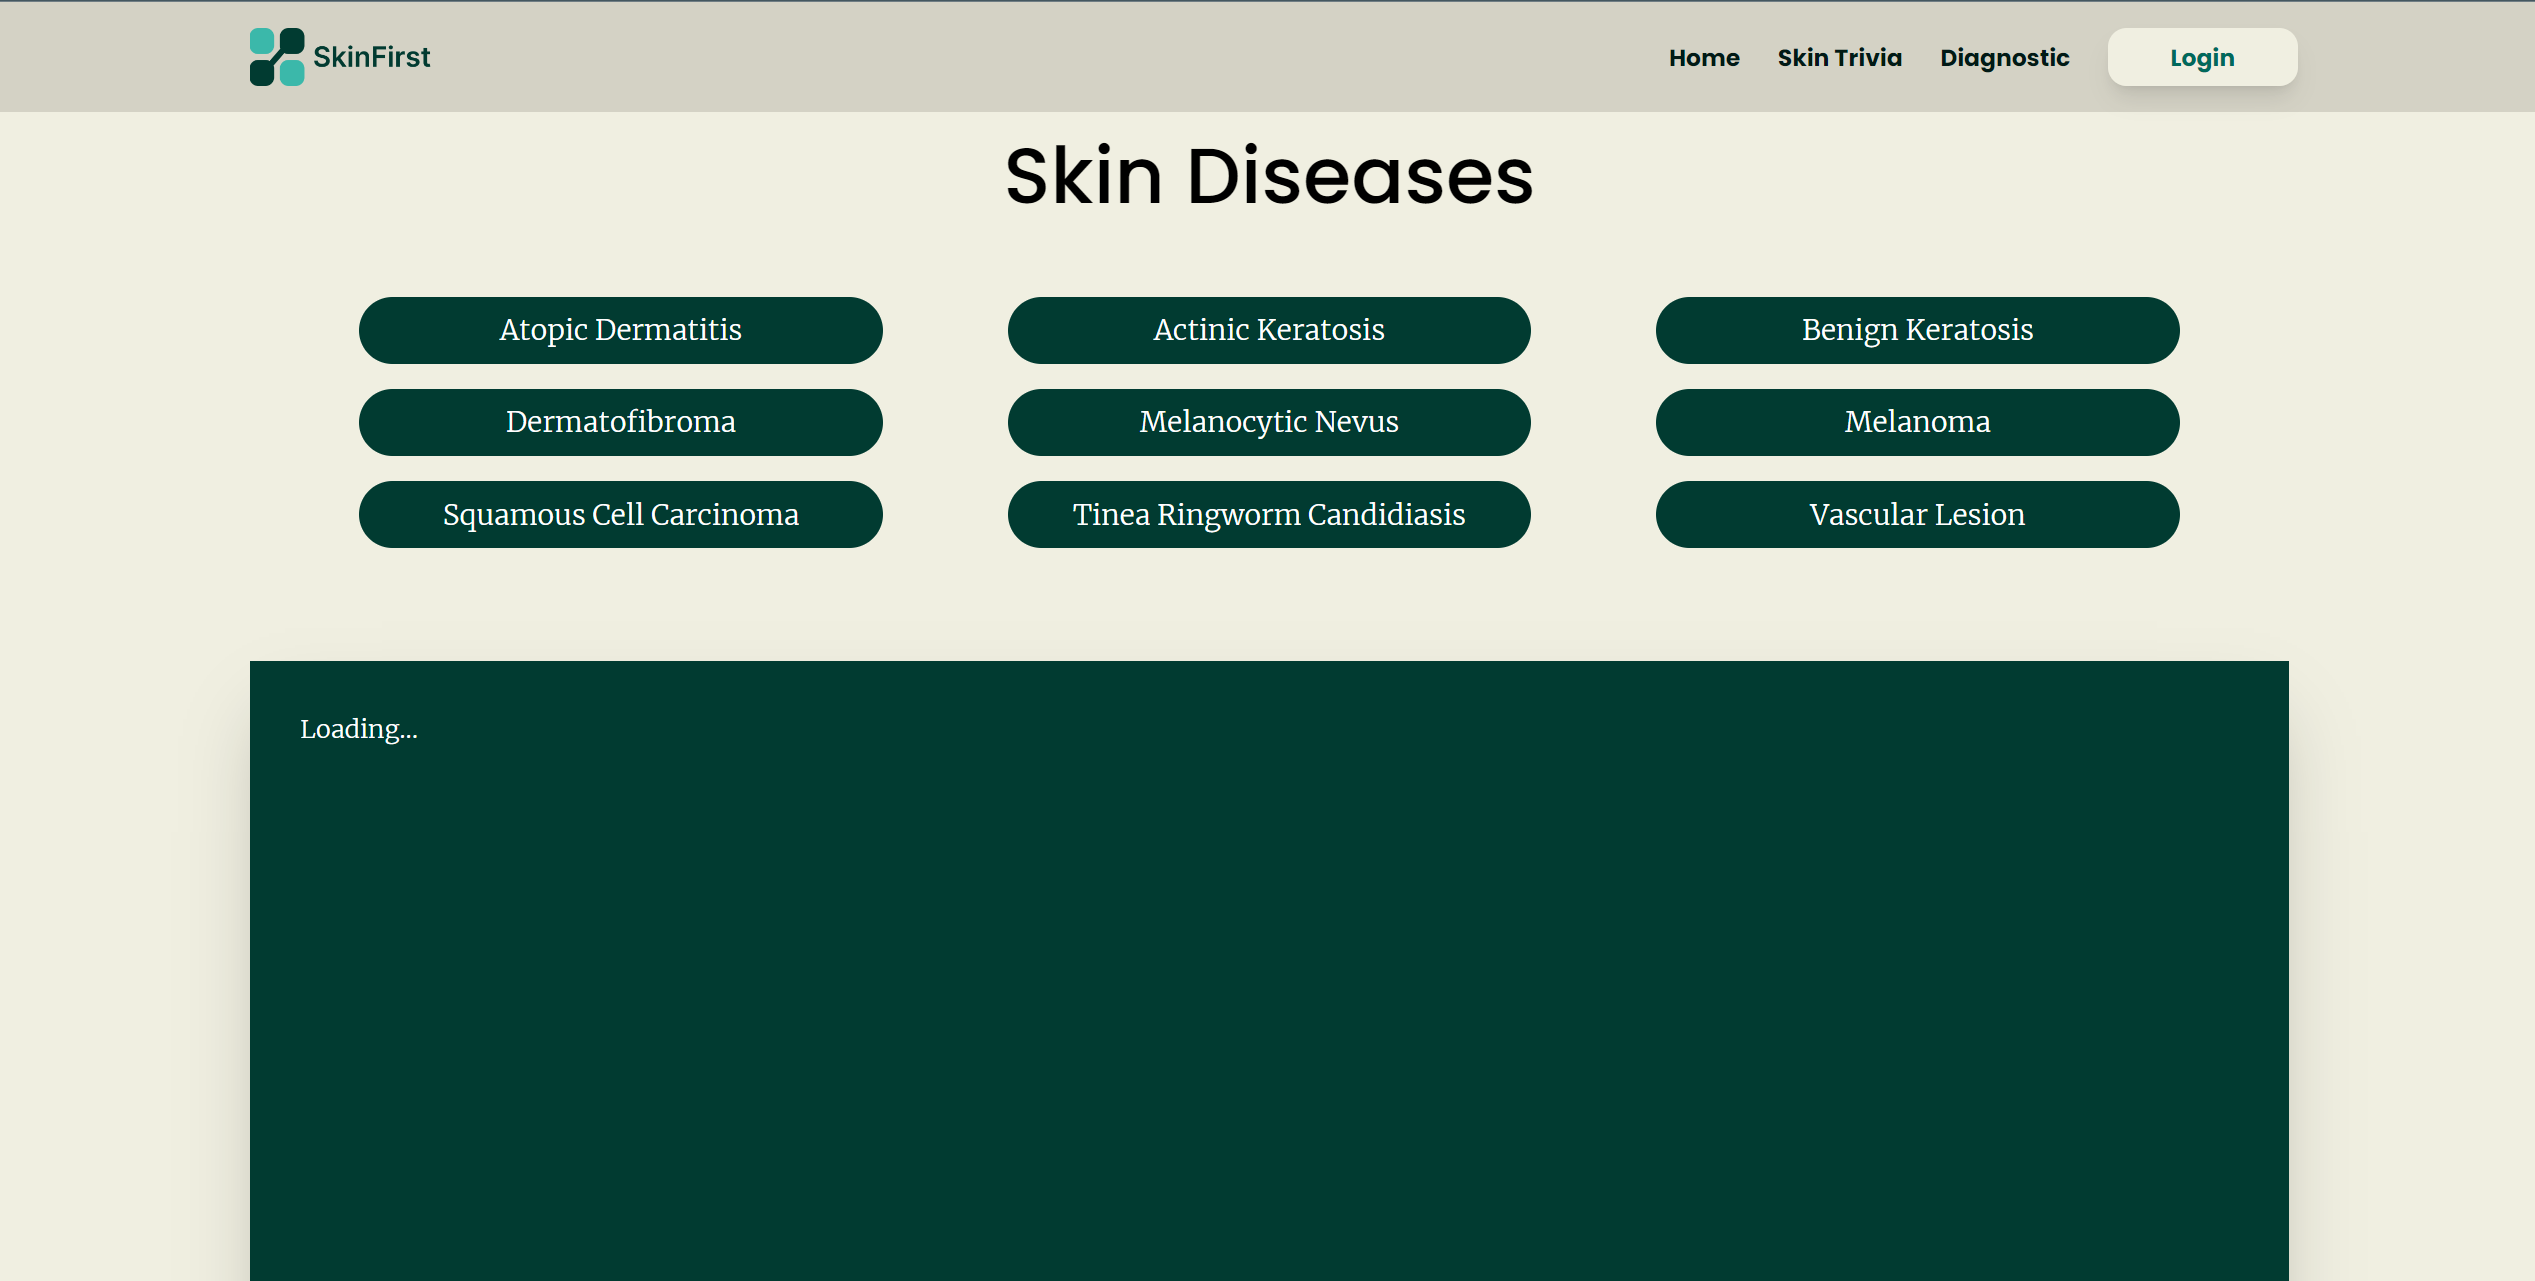 SkinFirst
Home Skin Trivia Diagnostic Login
Skin Diseases
Atopic Dermatitis Actinic Keratosis Benign Keratosis
Dermatofibroma Melanocytic Nevus Melanoma
Squamous Cell Carcinoma Tinea Ringworm Candidiasis Vascular Lesion
Loading...